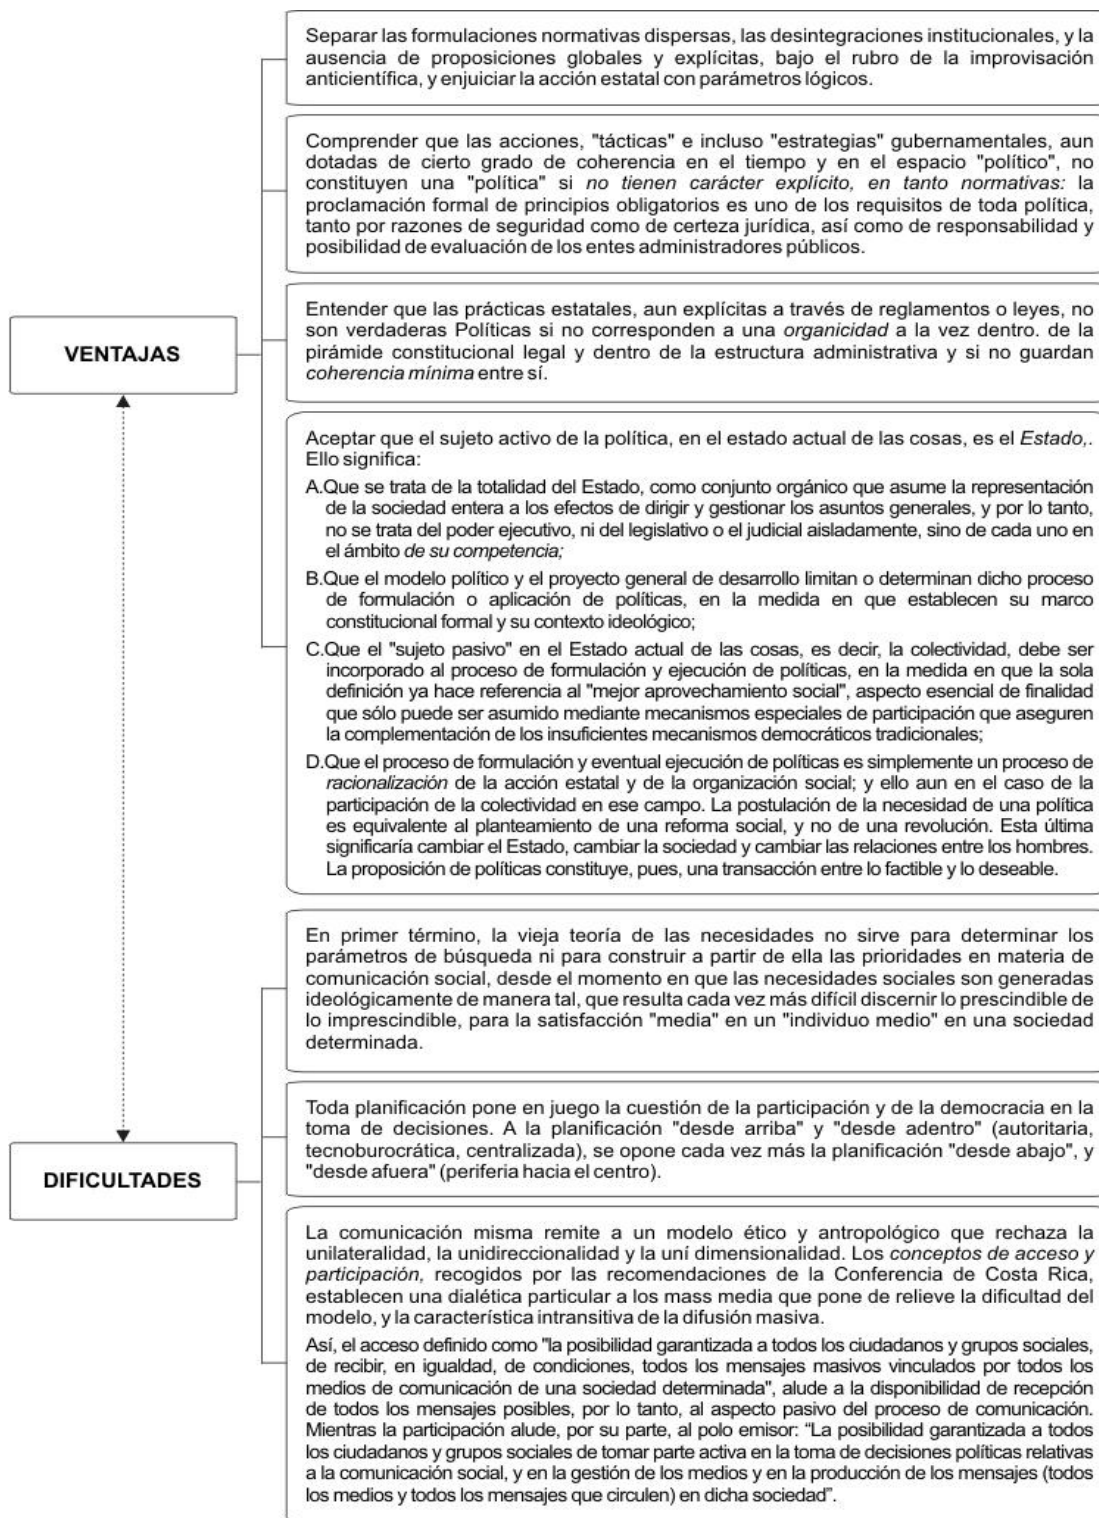 Separar las formulaciones normativas dispersas, las desintegraciones institucionales, y la
ausencia de proposiciones globales y explícitas, bajo el rubro de la improvisación
anticientífica, y enjuiciar la acción estatal con parámetros lógicos.
Comprender que las acciones, "tácticas" e incluso "estrategias" gubernamentales, aun
dotadas de cierto grado de coherencia en el tiempo y en el espacio "político", no
constituyen una "política" si no tienen carácter explícito, en tanto normativas: la
proclamación formal de principios obligatorios es uno de los requisitos de toda política,
tanto por razones de seguridad como de certeza jurídica, así como de responsabilidad y
posibilidad de evaluación de los entes administradores públicos.
VENTAJAS
Entender que las prácticas estatales, aun explícitas a través de reglamentos o leyes, no
son verdaderas Políticas si no corresponden a una organicidad a la vez dentro. de la
pirámide constitucional legal y dentro de la estructura administrativa y si no guardan
coherencia mínima entre sí.
Aceptar que el sujeto activo de la política, en el estado actual de las cosas, es el Estado,.
Ello significa:
A.Que se trata de la totalidad del Estado, como conjunto orgánico que asume la representación
de la sociedad entera a los efectos de dirigir y gestionar los asuntos generales, y por lo tanto,
no se trata del poder ejecutivo, ni del legislativo o el judicial aisladamente, sino de cada uno en
el ámbito de su competencia;
B.Que el modelo político y el proyecto general de desarrollo limitan o determinan dicho proceso
de formulación o aplicación de políticas, en la medida en que establecen su marco
constitucional formal y su contexto ideológico;
C.Que el "sujeto pasivo" en el Estado actual de las cosas, es decir, la colectividad, debe ser
incorporado al proceso de formulación y ejecución de políticas, en la medida en que la sola
definición ya hace referencia al "mejor aprovechamiento social", aspecto esencial de finalidad
que sólo puede ser asumido mediante mecanismos especiales de participación que aseguren
la complementación de los insuficientes mecanismos democráticos tradicionales;
D.Que el proceso de formulación y eventual ejecución de políticas es simplemente un proceso de
racionalización de la acción estatal y de la organización social; y ello aun en el caso de la
participación de la colectividad en ese campo. La postulación de la necesidad de una política
es equivalente al planteamiento de una reforma social, y no de una revolución. Esta última
significaría cambiar el Estado, cambiar la sociedad y cambiar las relaciones entre los hombres.
La proposición de políticas constituye, pues, una transacción entre lo factible y lo deseable.
En primer término, la vieja teoría de las necesidades no sirve para determinar los
parámetros de búsqueda ni para construir a partir de ella las prioridades en materia de
comunicación social, desde el momento en que las necesidades sociales son generadas
ideológicamente de manera tal, que resulta cada vez más difícil discernir lo prescindible de
lo imprescindible, para la satisfacción "media" en un "individuo medio" en una sociedad
determinada.
DIFICULTADES
Toda planificación pone en juego la cuestión de la participación y de la democracia en la
toma de decisiones. A la planificación "desde arriba" y "desde adentro" (autoritaria,
tecnoburocrática, centralizada), se opone cada vez más la planificación "desde abajo", y
"desde afuera" (periferia hacia el centro).
La comunicación misma remite a un modelo ético y antropológico que rechaza la
unilateralidad, la unidireccionalidad y la uní dimensionalidad. Los conceptos de acceso y
participación, recogidos por las recomendaciones de la Conferencia de Costa Rica,
establecen una dialética particular a los mass media que pone de relieve la dificultad del
modelo, y la característica intransitiva de la difusión masiva.
Así, el acceso definido como "la posibilidad garantizada a todos los ciudadanos y grupos sociales,
de recibir, en igualdad, de condiciones, todos los mensajes masivos vinculados por todos los
medios de comunicación de una sociedad determinada", alude a la disponibilidad de recepción
de todos los mensajes posibles, por lo tanto, al aspecto pasivo del proceso de comunicación.
Mientras la participación alude, por su parte, al polo emisor: “La posibilidad garantizada a todos
los ciudadanos y grupos sociales de tomar parte activa en la toma de decisiones políticas relativas
a la comunicación social, y en la gestión de los medios y en la producción de los mensajes (todos
los medios y todos los mensajes que circulen) en dicha sociedad”.